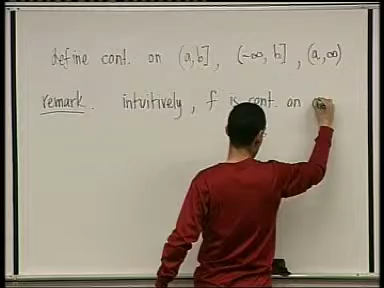 define cont. on (a,b], (-∞, b], (a,∞)
remark. intuitively, f is cont. on